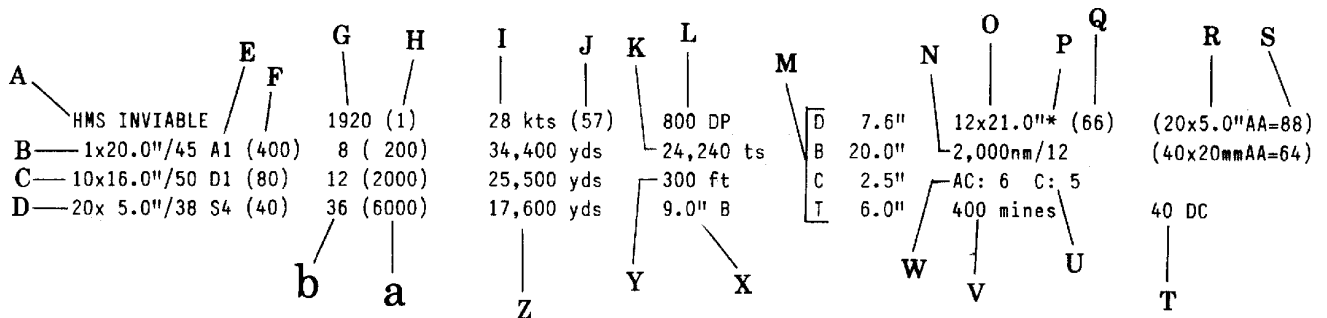 G H I J K L M N O P Q R S
A E F
HMS INVIABLE 1920 (1) 28 kts (57) 800 DP D 7.6" 12x21.0"* (66) (20x5.0"AA=88)
B 1x20.0"/45 A1 (400) 8 ( 200) 34,400 yds 24,240 ts B 20.0" 2,000nm/12 (40x20mmAA=64)
C 10x16.0"/50 D1 (80) 12 (2000) 25,500 yds 300 ft C 2.5" AC: 6 C: 5
D 20x 5.0"/38 S4 (40) 36 (6000) 17,600 yds 9.0" B T 6.0" 400 mines 40 DC
b a Z Y X W V U T